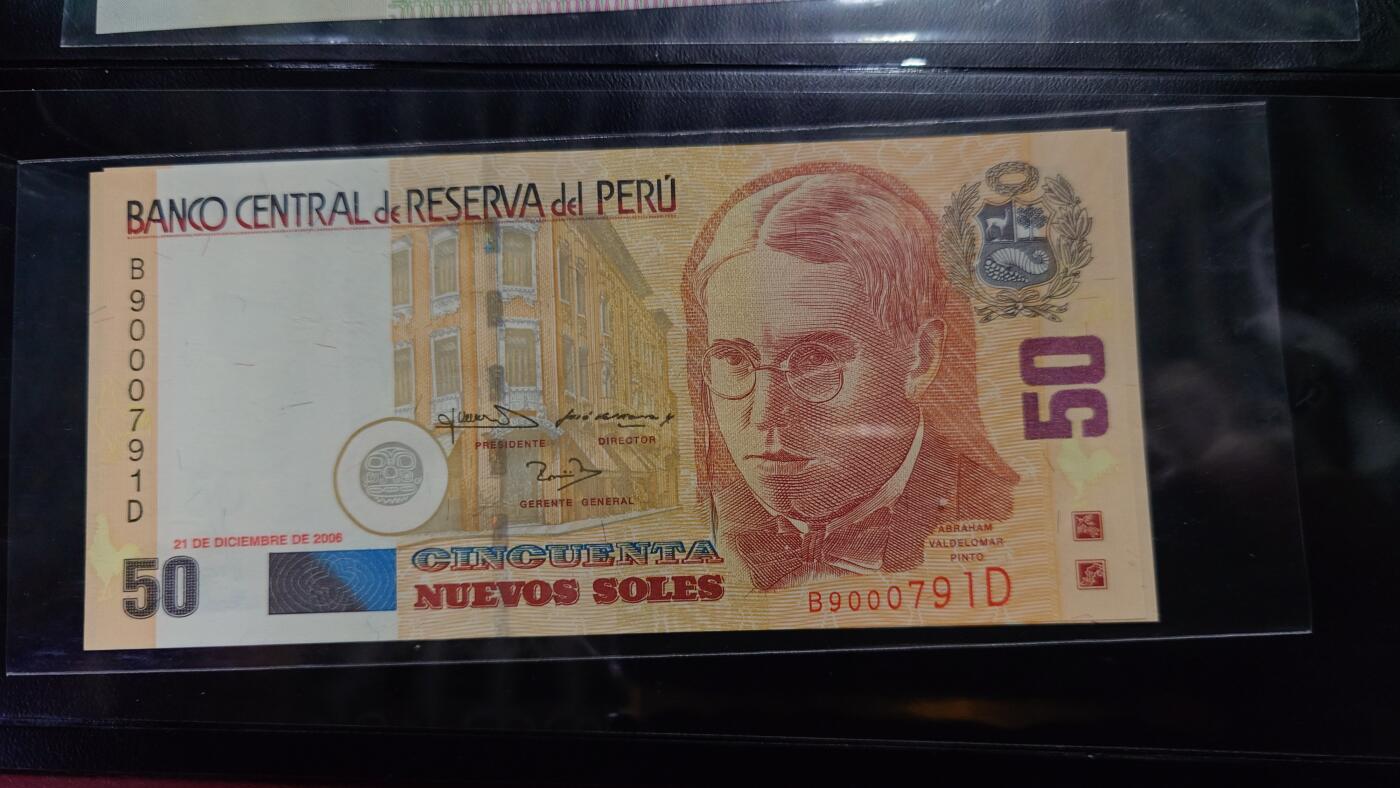 BANCO CENTRAL de RESERVA del PERÚ
B9000791D
50
PRESIDENTE DIRECTOR
GERENTE GENERAL
21 DE DICIEMBRE DE 2006
50
CINCUENTA
NUEVOS SOLES
ABRAHAM
VALDELOMAR
PINTO
B9000791D